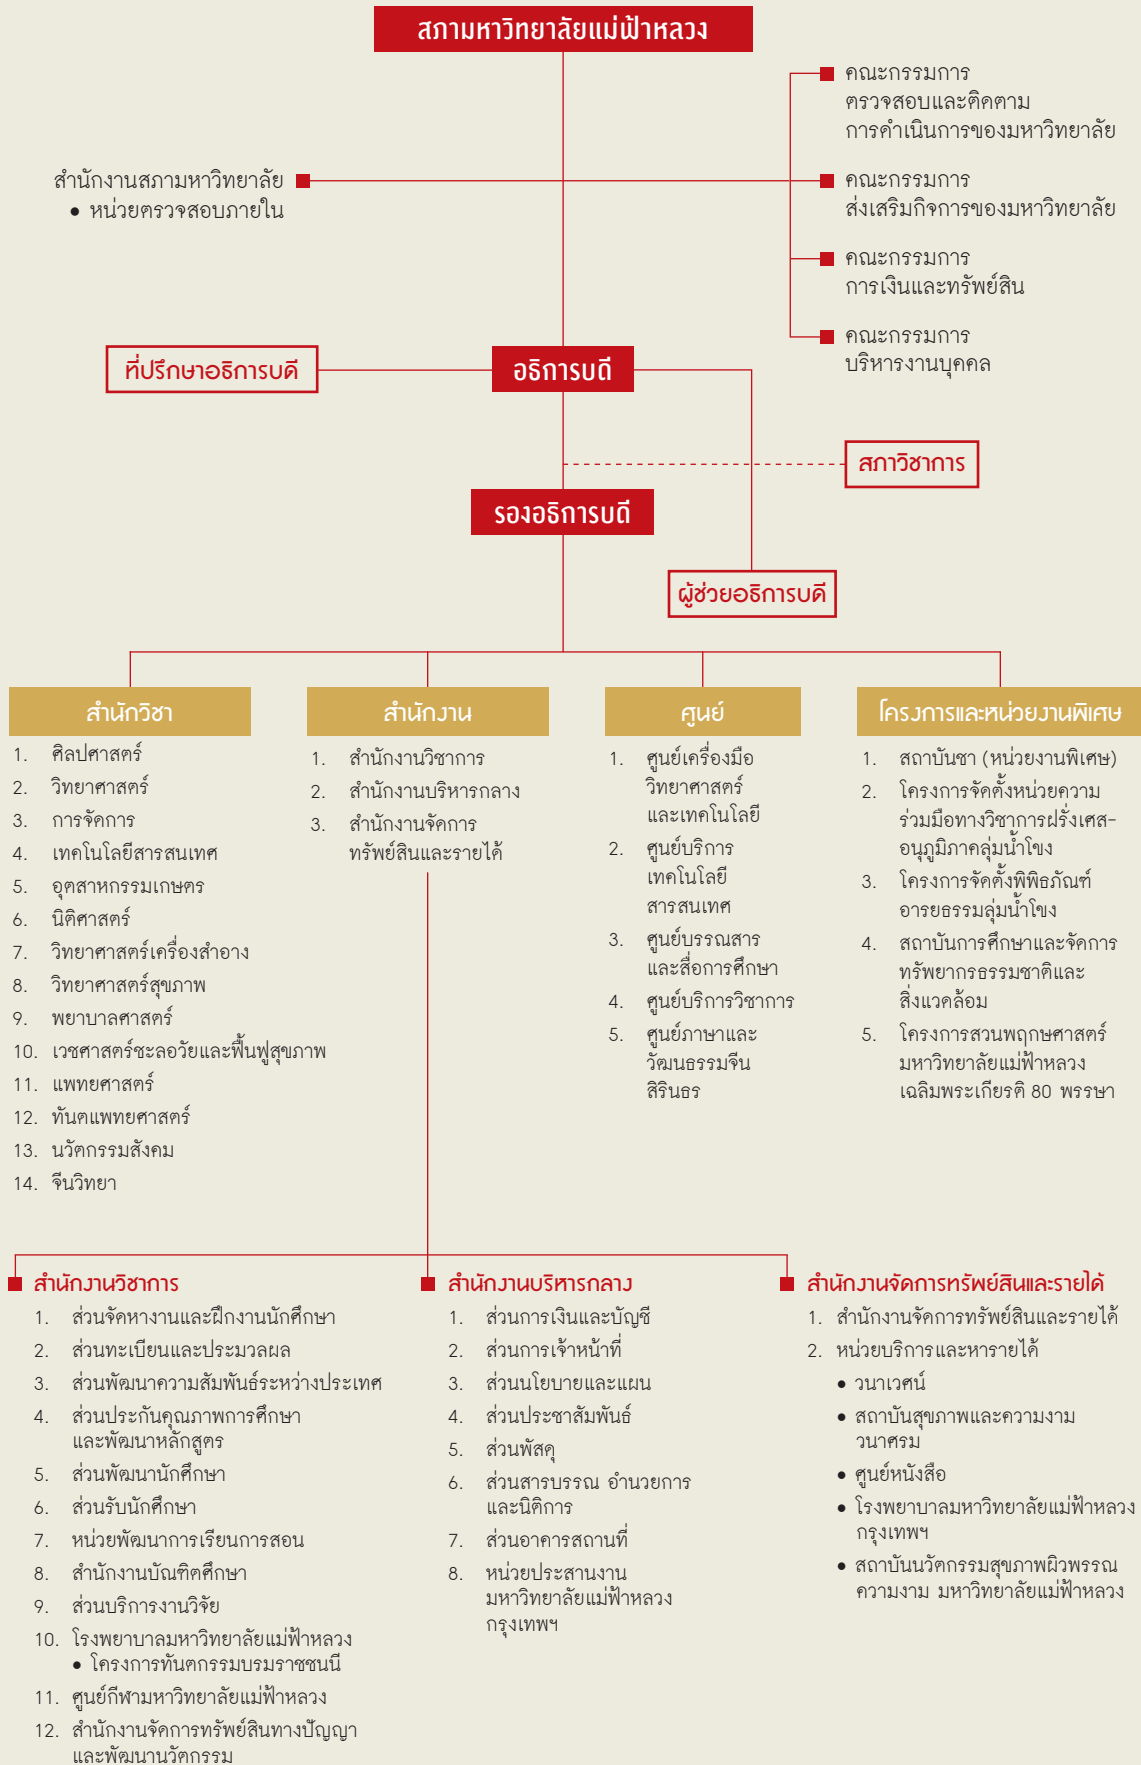 สภามหาวิทยาลัยแม่ฟ้าหลวง
คณะกรรมการ
ตรวจสอบและติดตาม
การดำเนินการของมหาวิทยาลัย
สำนักงานสภามหาวิทยาลัย
• หน่วยตรวจสอบภายใน
คณะกรรมการ
ส่งเสริมกิจการของมหาวิทยาลัย
คณะกรรมการ
การเงินและทรัพย์สิน
คณะกรรมการ
บริหารงานบุคคล
ที่ปรึกษาอธิการบดี
อธิการบดี
สภาวิชาการ
รองอธิการบดี
ผู้ช่วยอธิการบดี
สำนักวิชา
1. ศิลปศาสตร์
2. วิทยาศาสตร์
3. การจัดการ
4. เทคโนโลยีสารสนเทศ
5. อุตสาหกรรมเกษตร
6. นิติศาสตร์
7. วิทยาศาสตร์เครื่องสำอาง
8. วิทยาศาสตร์สุขภาพ
9. พยาบาลศาสตร์
10. เวชศาสตร์ชะลอวัยและฟื้นฟูสุขภาพ
11. แพทยศาสตร์
12. ทันตแพทยศาสตร์
13. นวัตกรรมสังคม
14. จีนวิทยา
สำนักงาน
1. สำนักงานวิชาการ
2. สำนักงานบริหารกลาง
3. สำนักงานจัดการ
ทรัพย์สินและรายได้
ศูนย์
1. ศูนย์เครื่องมือ
วิทยาศาสตร์
และเทคโนโลยี
2. ศูนย์บริการ
เทคโนโลยี
สารสนเทศ
3. ศูนย์บรรณสาร
และสื่อการศึกษา
4. ศูนย์บริการวิชาการ
5. ศูนย์ภาษาและ
วัฒนธรรมจีน
สิรินธร
โครงการและหน่วยงานพิเศษ
1. สถาบันชา (หน่วยงานพิเศษ)
2. โครงการจัดตั้งหน่วยความ
ร่วมมือทางวิชาการฝรั่งเศส-
อนุภูมิภาคลุ่มน้ำโขง
3. โครงการจัดตั้งพิพิธภัณฑ์
อารยธรรมลุ่มน้ำโขง
4. สถาบันการศึกษาและจัดการ
ทรัพยากรธรรมชาติและ
สิ่งแวดล้อม
5. โครงการสวนพฤกษศาสตร์
มหาวิทยาลัยแม่ฟ้าหลวง
เฉลิมพระเกียรติ 80 พรรษา
สำนักงานวิชาการ
1. ส่วนจัดหางานและฝึกงานนักศึกษา
2. ส่วนทะเบียนและประมวลผล
3. ส่วนพัฒนาความสัมพันธ์ระหว่างประเทศ
4. ส่วนประกันคุณภาพการศึกษา
และพัฒนาหลักสูตร
5. ส่วนพัฒนานักศึกษา
6. ส่วนรับนักศึกษา
7. หน่วยพัฒนาการเรียนการสอน
8. สำนักงานบัณฑิตศึกษา
9. ส่วนบริการงานวิจัย
10. โรงพยาบาลมหาวิทยาลัยแม่ฟ้าหลวง
• โครงการทันตกรรมบรมราชชนนี
11. ศูนย์กีฬามหาวิทยาลัยแม่ฟ้าหลวง
12. สำนักงานจัดการทรัพย์สินทางปัญญา
และพัฒนานวัตกรรม
สำนักงานบริหารกลาง
1. ส่วนการเงินและบัญชี
2. ส่วนการเจ้าหน้าที่
3. ส่วนนโยบายและแผน
4. ส่วนประชาสัมพันธ์
5. ส่วนพัสดุ
6. ส่วนสารบรรณ อำนวยการ
และนิติการ
7. ส่วนอาคารสถานที่
8. หน่วยประสานงาน
มหาวิทยาลัยแม่ฟ้าหลวง
กรุงเทพฯ
สำนักงานจัดการทรัพย์สินและรายได้
1. สำนักงานจัดการทรัพย์สินและรายได้
2. หน่วยบริการและหารายได้
• วนาเวศน์
• สถาบันสุขภาพและความงาม
วนาศรม
• ศูนย์หนังสือ
• โรงพยาบาลมหาวิทยาลัยแม่ฟ้าหลวง
กรุงเทพฯ
• สถาบันนวัตกรรมสุขภาพผิวพรรณ
ความงาม มหาวิทยาลัยแม่ฟ้าหลวง